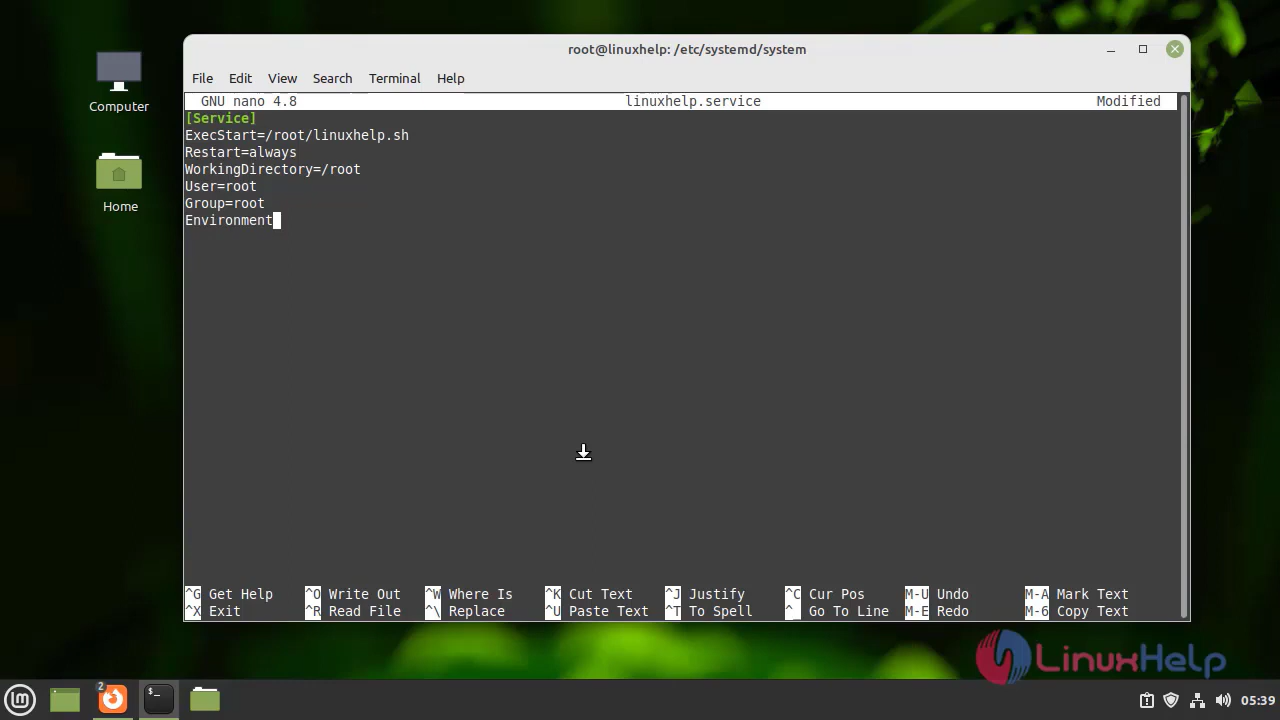 root@linuxhelp: /etc/systemd/system
File Edit View Search Terminal Help
GNU nano 4.8 linuxhelp.service Modified
[Service]
ExecStart=/root/linuxhelp.sh
Restart=always
WorkingDirectory=/root
User=root
Group=root
Environment
^G Get Help ^O Write Out ^W Where Is ^K Cut Text ^J Justify ^C Cur Pos M-U Undo M-A Mark Text
^X Exit ^R Read File ^\ Replace ^U Paste Text ^T To Spell ^_ Go To Line M-E Redo M-6 Copy Text
Computer
Home
LinuxHelp
lm 2 $_ 05:39